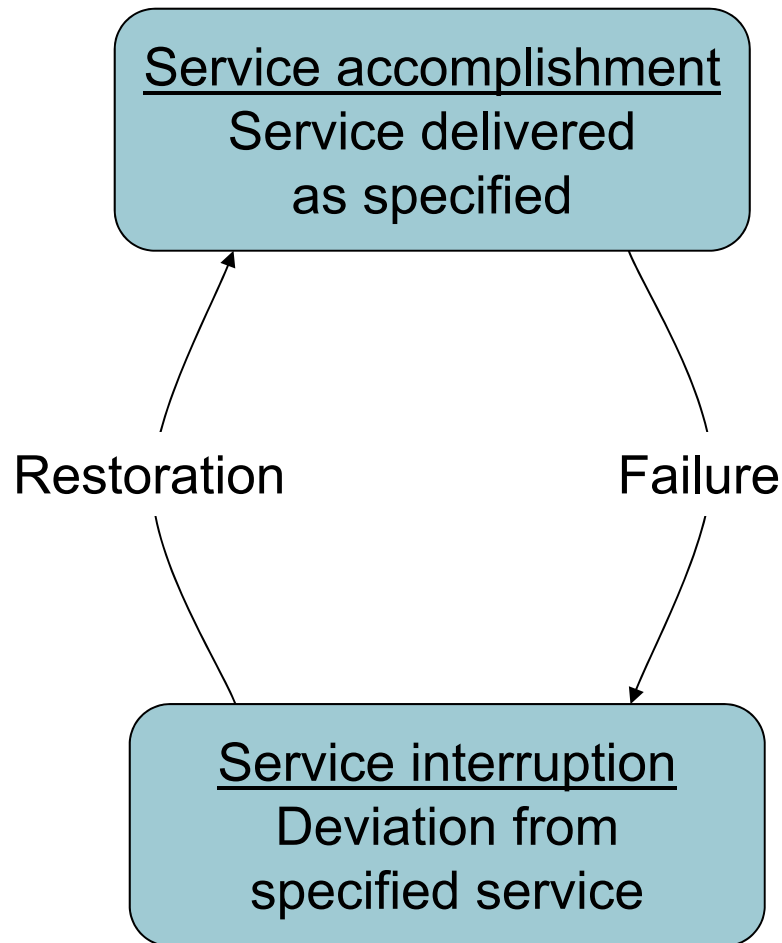 Service accomplishment
Service delivered
as specified
Restoration
Failure
Service interruption
Deviation from
specified service